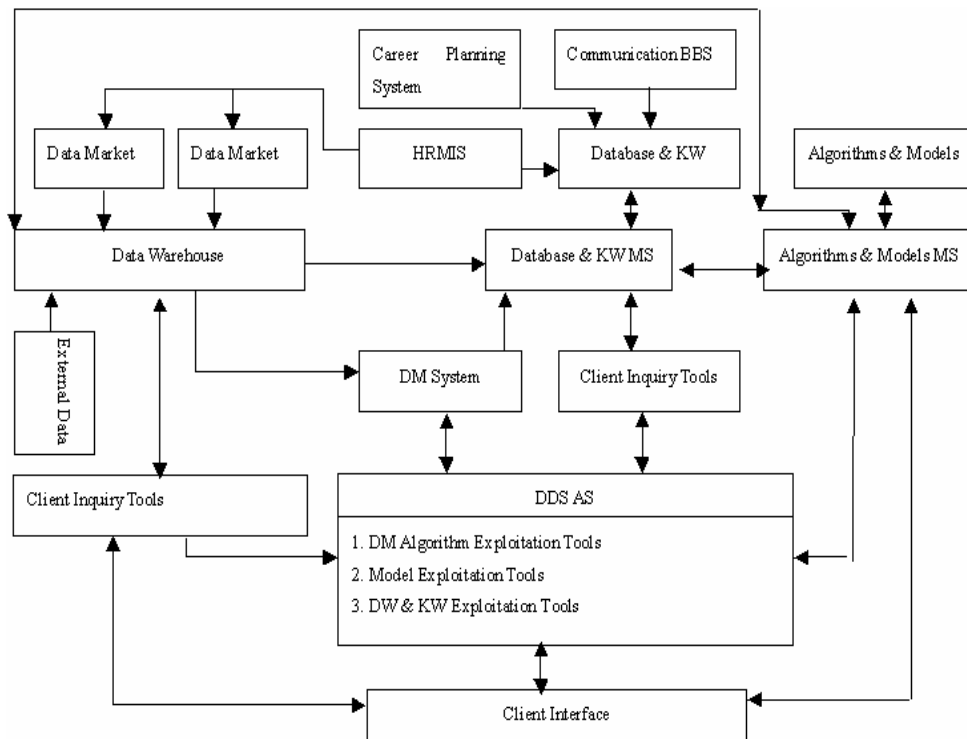 Career Planning
System
Communication BBS
Data Market
Data Market
HRMIS
Database & KW
Algorithms & Models
Data Warehouse
Database & KW MS
Algorithms & Models MS
External Data
DM System
Client Inquiry Tools
Client Inquiry Tools
DDS AS
1. DM Algorithm Exploitation Tools
2. Model Exploitation Tools
3. DW & KW Exploitation Tools
Client Interface